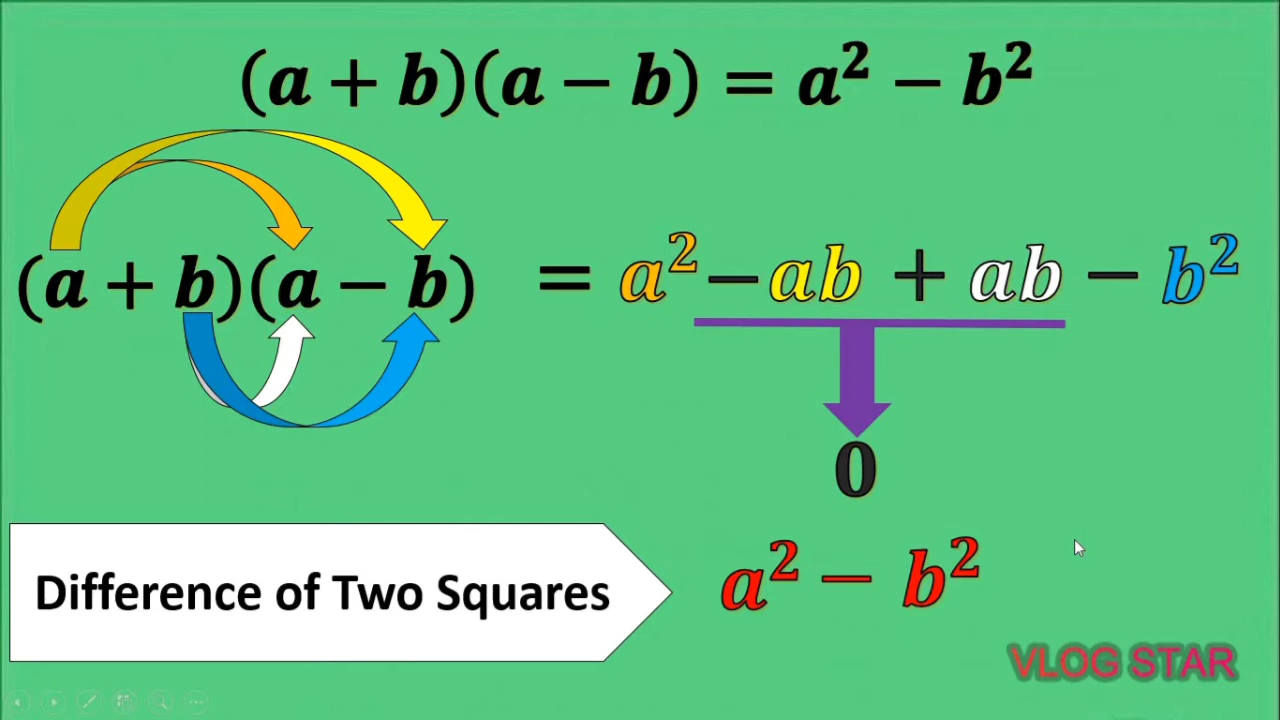 (a + b)(a − b) = a² − b²
(a + b)(a − b) = a² − ab + ab − b²
0
Difference of Two Squares
a² − b²
VLOG STAR